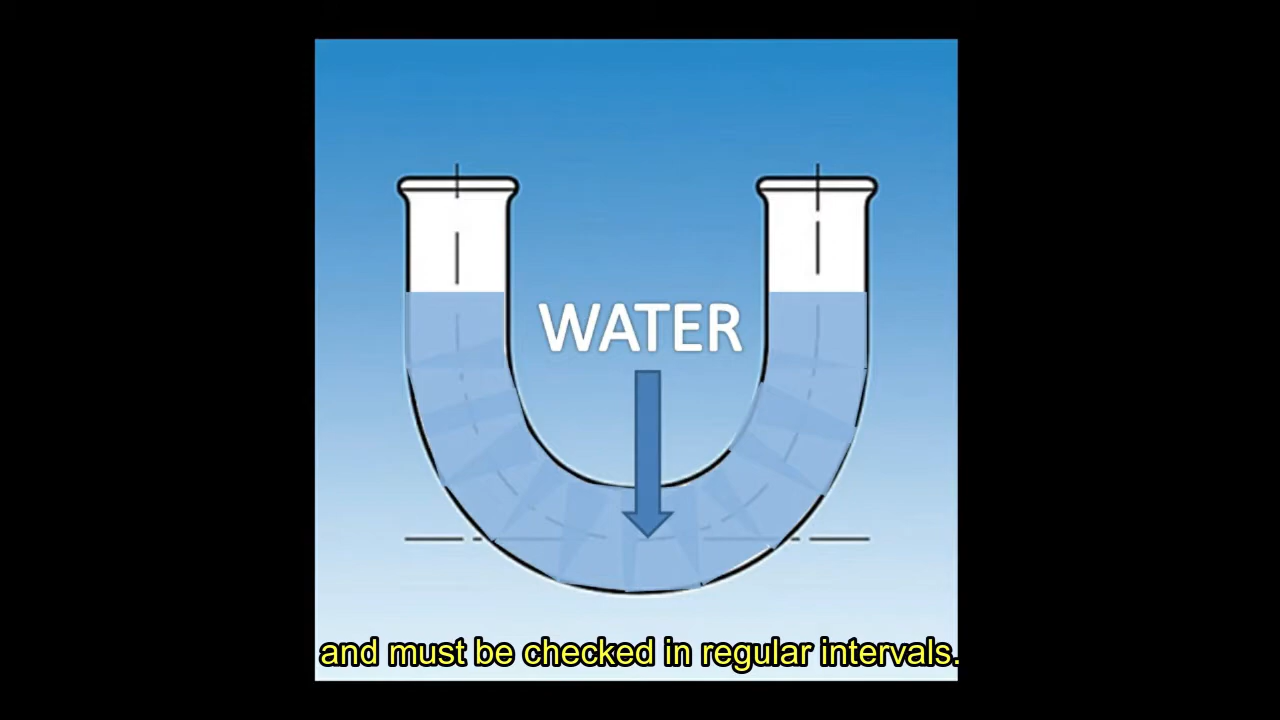 WATER
and must be checked in regular intervals.